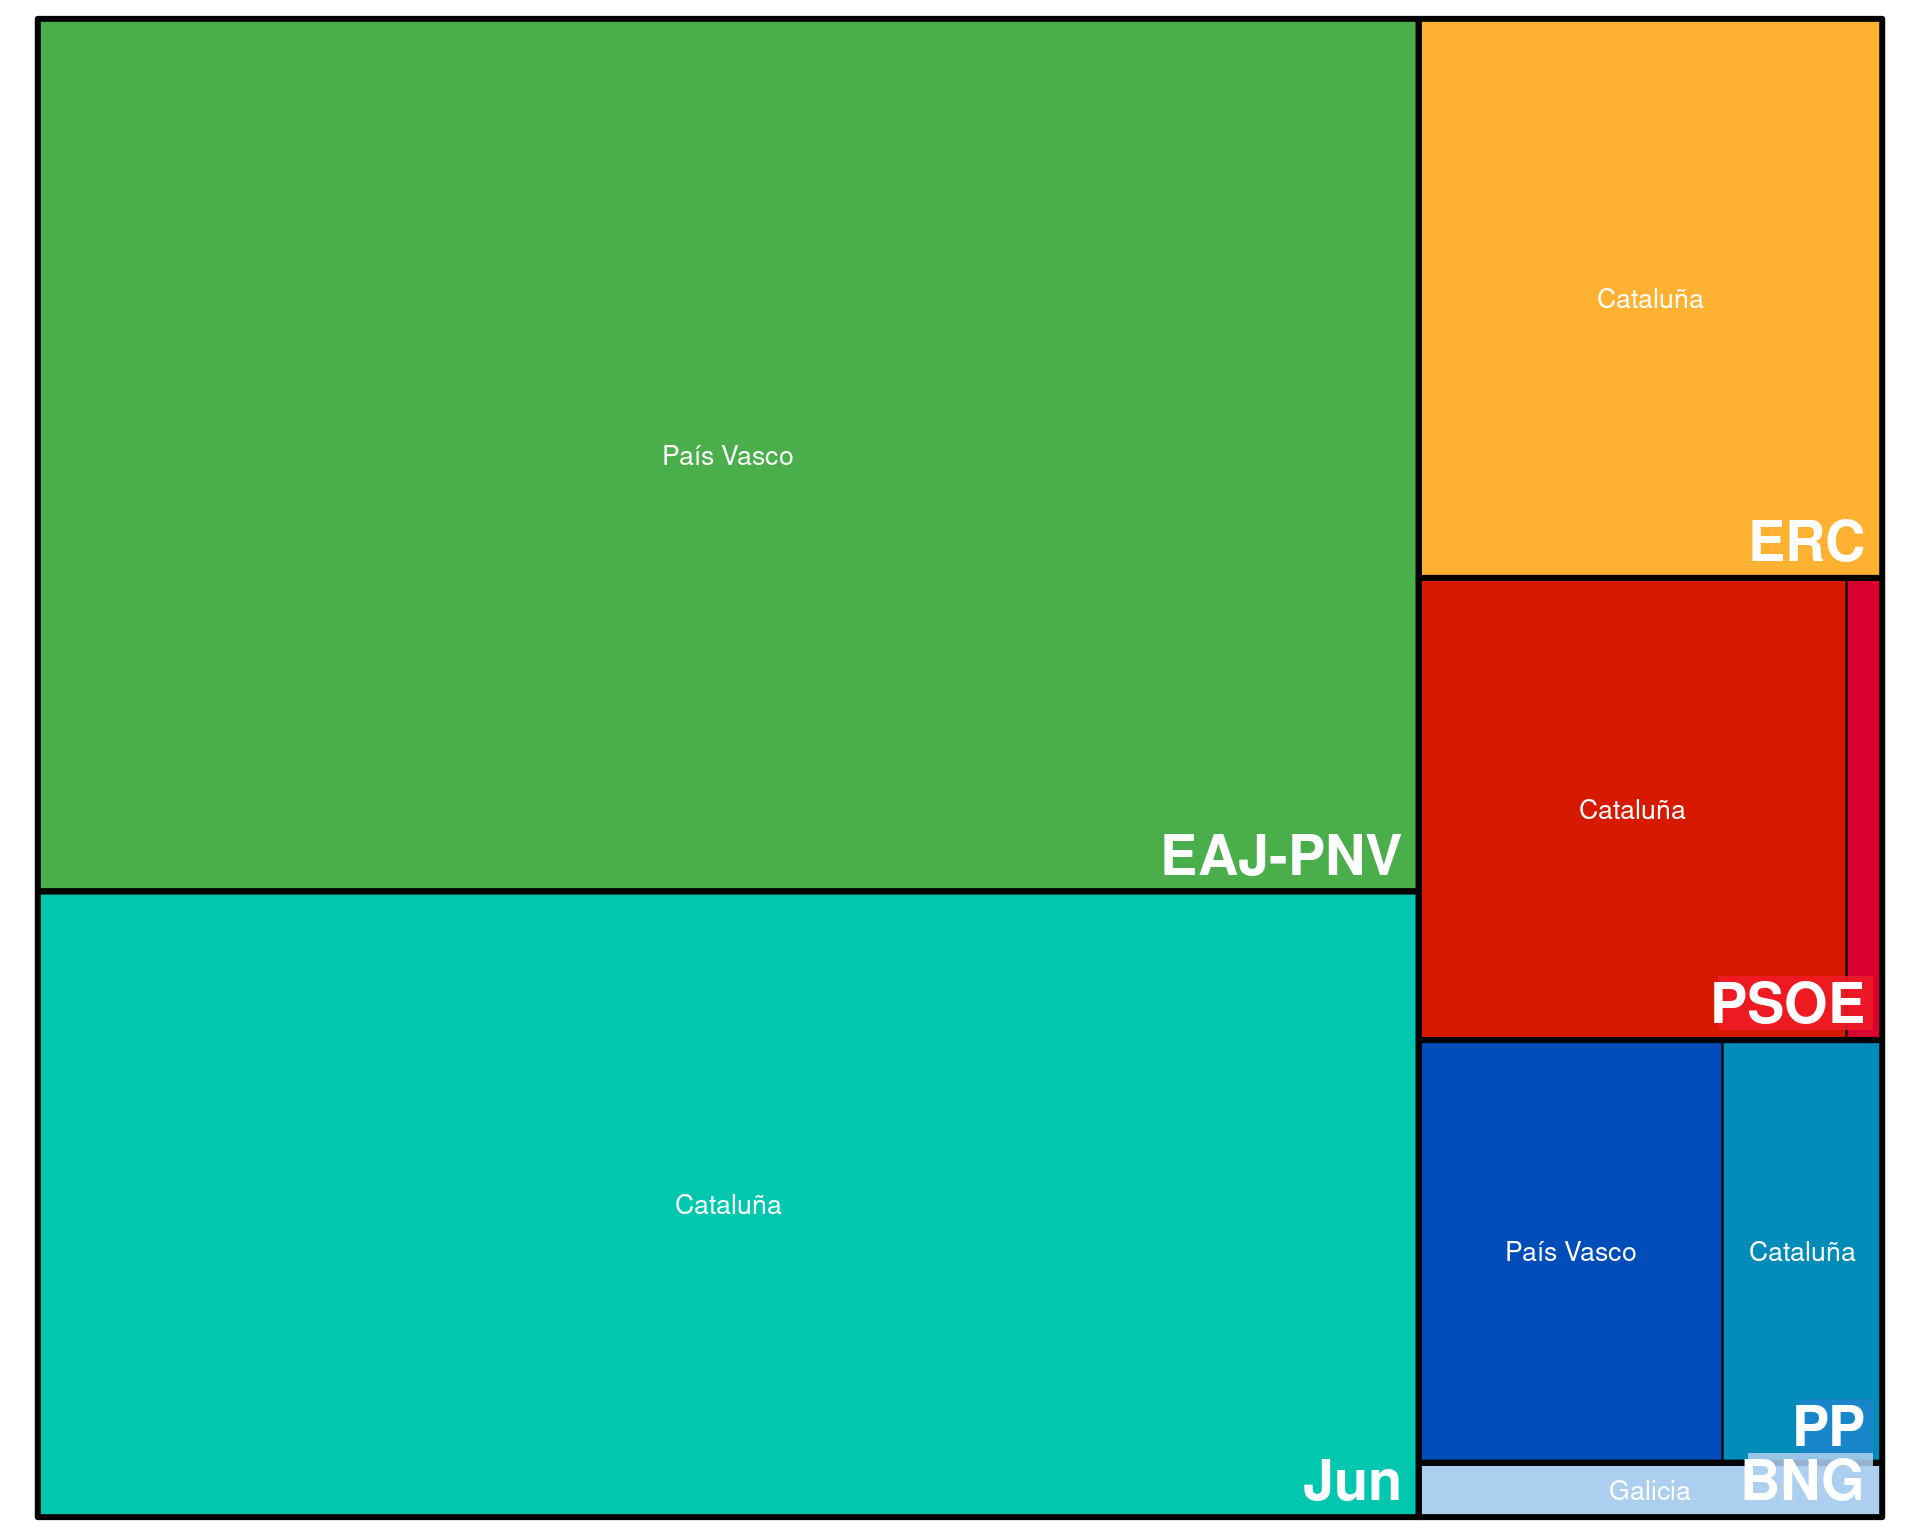 País Vasco
EAJ-PNV
Cataluña
Jun
Cataluña
ERC
Cataluña
PSOE
País Vasco
Cataluña
PP
Galicia
BNG